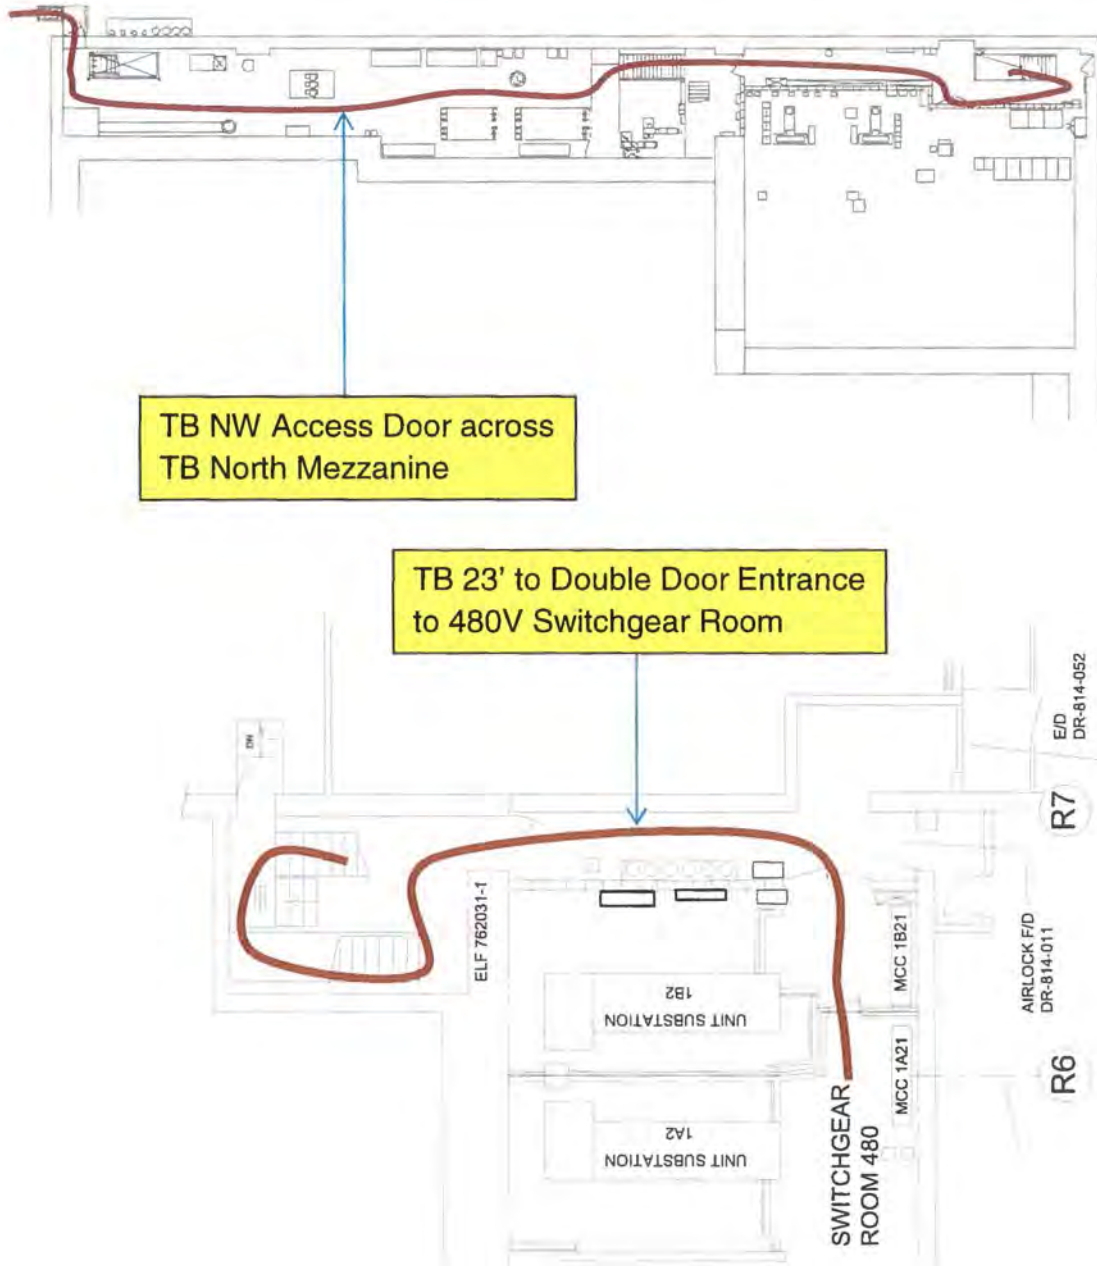 TB NW Access Door across
TB North Mezzanine
TB 23' to Double Door Entrance
to 480V Switchgear Room
DN
E/D
DR-814-052
R7
ELF 762031-1
UNIT SUBSTATION
1B2
MCC 1B21
AIRLOCK F/D
DR-814-011
UNIT SUBSTATION
1A2
MCC 1A21
R6
SWITCHGEAR
ROOM 480